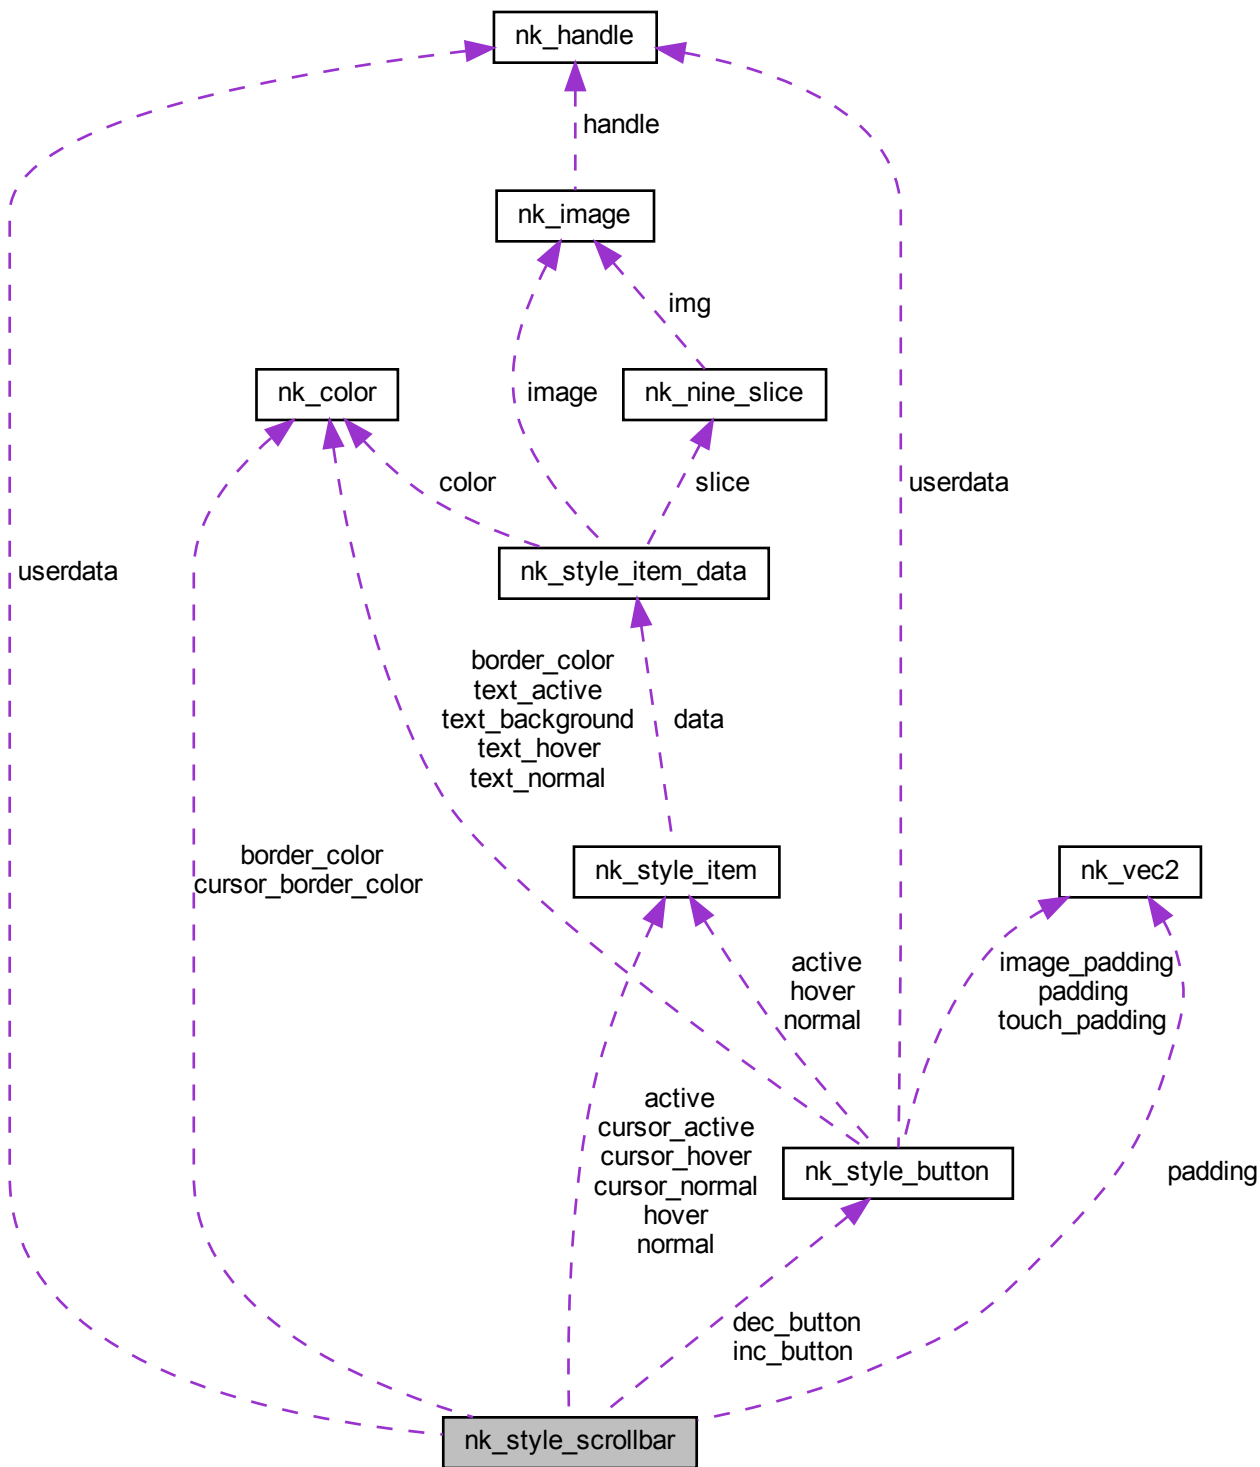 nk_handle
handle
nk_image
img
nk_color
image
nk_nine_slice
color
slice
userdata
userdata
nk_style_item_data
border_color
text_active
text_background
text_hover
text_normal
data
border_color
cursor_border_color
nk_style_item
nk_vec2
active
hover
normal
image_padding
padding
touch_padding
active
cursor_active
cursor_hover
cursor_normal
hover
normal
nk_style_button
padding
dec_button
inc_button
nk_style_scrollbar